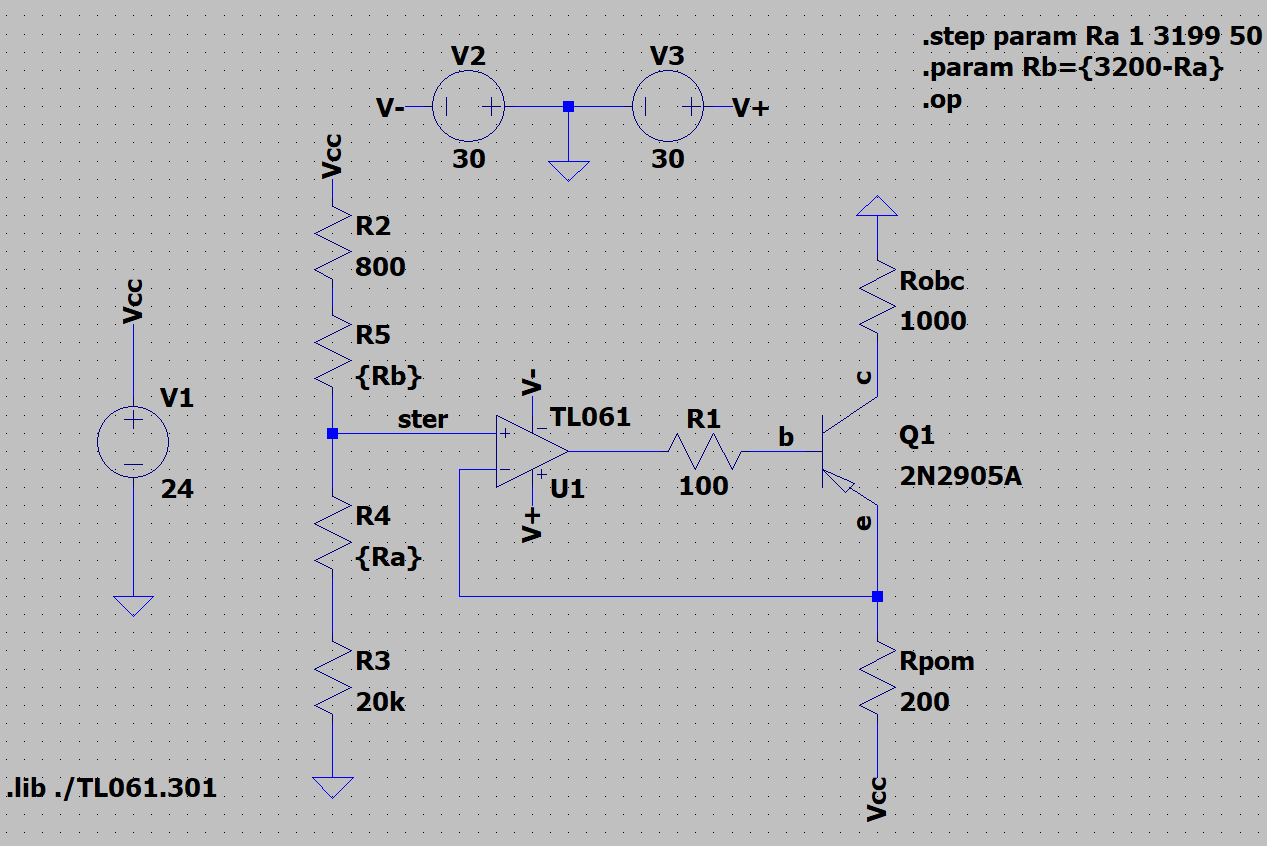 .step param Ra 1 3199 50
.param Rb={3200-Ra}
.op
V2
V3
V-
V+
30
30
Vcc
R2
800
Vcc
R5
{Rb}
V1
24
ster
V-
TL061
U1
V+
R1
100
b
Robc
1000
c
Q1
2N2905A
e
R4
{Ra}
R3
20k
Rpom
200
Vcc
.lib ./TL061.301